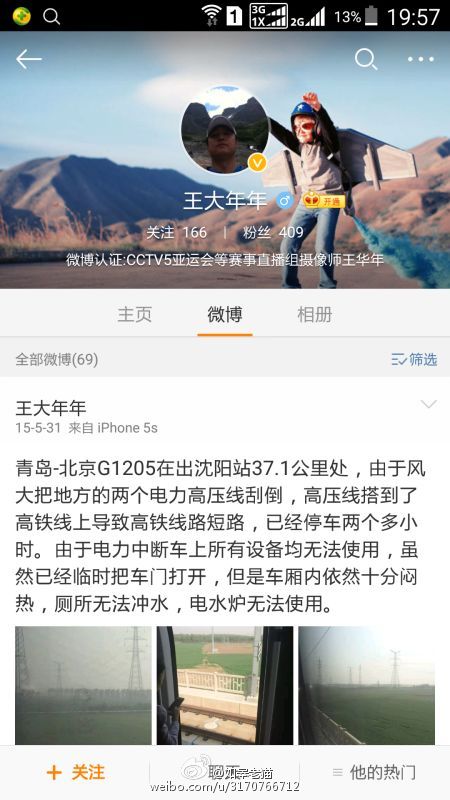 1 3G 1X 2G 13% 19:57
王大年年 开通
关注 166 | 粉丝 409
微博认证:CCTV5亚运会等赛事直播组摄像师王华年
主页 微博 相册
全部微博(69) 筛选
王大年年
15-5-31 来自 iPhone 5s
青岛-北京G1205在出沈阳站37.1公里处，由于风
大把地方的两个电力高压线刮倒，高压线搭到了
高铁线上导致高铁线路短路，已经停车两个多小
时。由于电力中断车上所有设备均无法使用，虽
然已经临时把车门打开，但是车厢内依然十分闷
热，厕所无法冲水，电水炉无法使用。
+ 关注 聊天 他的热门
weibo.com/u/3170766712